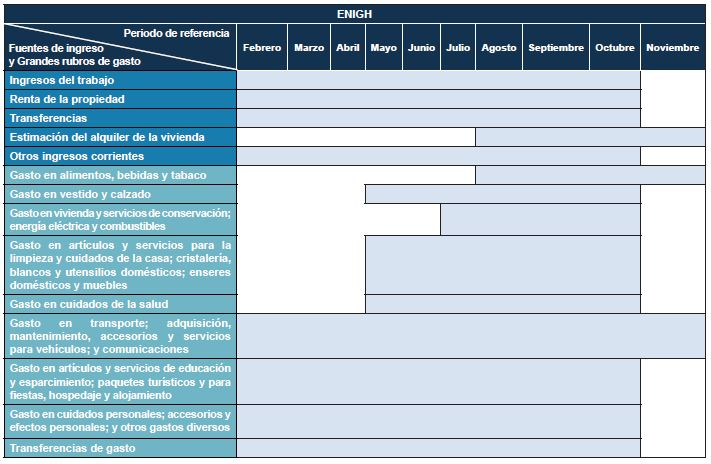 ENIGH
Periodo de referencia
Fuentes de ingreso
y Grandes rubros de gasto
Febrero Marzo Abril Mayo Junio Julio Agosto Septiembre Octubre Noviembre
Ingresos del trabajo
Renta de la propiedad
Transferencias
Estimación del alquiler de la vivienda
Otros ingresos corrientes
Gasto en alimentos, bebidas y tabaco
Gasto en vestido y calzado
Gasto en vivienda y servicios de conservación;
energía eléctrica y combustibles
Gasto en artículos y servicios para la
limpieza y cuidados de la casa; cristalería,
blancos y utensilios domésticos; enseres
domésticos y muebles
Gasto en cuidados de la salud
Gasto en transporte; adquisición,
mantenimiento, accesorios y servicios
para vehículos; y comunicaciones
Gasto en artículos y servicios de educación
y esparcimiento; paquetes turísticos y para
fiestas, hospedaje y alojamiento
Gasto en cuidados personales; accesorios y
efectos personales; y otros gastos diversos
Transferencias de gasto